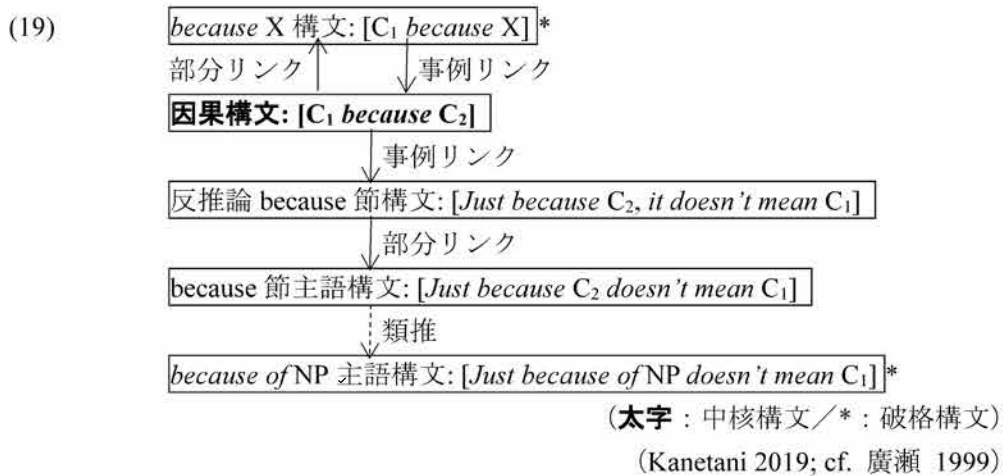 (19) because X 構文: [C₁ because X] *
部分リンク 事例リンク
因果構文: [C₁ because C₂]
事例リンク
反推論 because 節構文: [Just because C₂, it doesn't mean C₁]
部分リンク
because 節主語構文: [Just because C₂ doesn't mean C₁]
類推
because of NP 主語構文: [Just because of NP doesn't mean C₁] *
(太字：中核構文／*：破格構文)
(Kanetani 2019; cf. 廣瀬 1999)